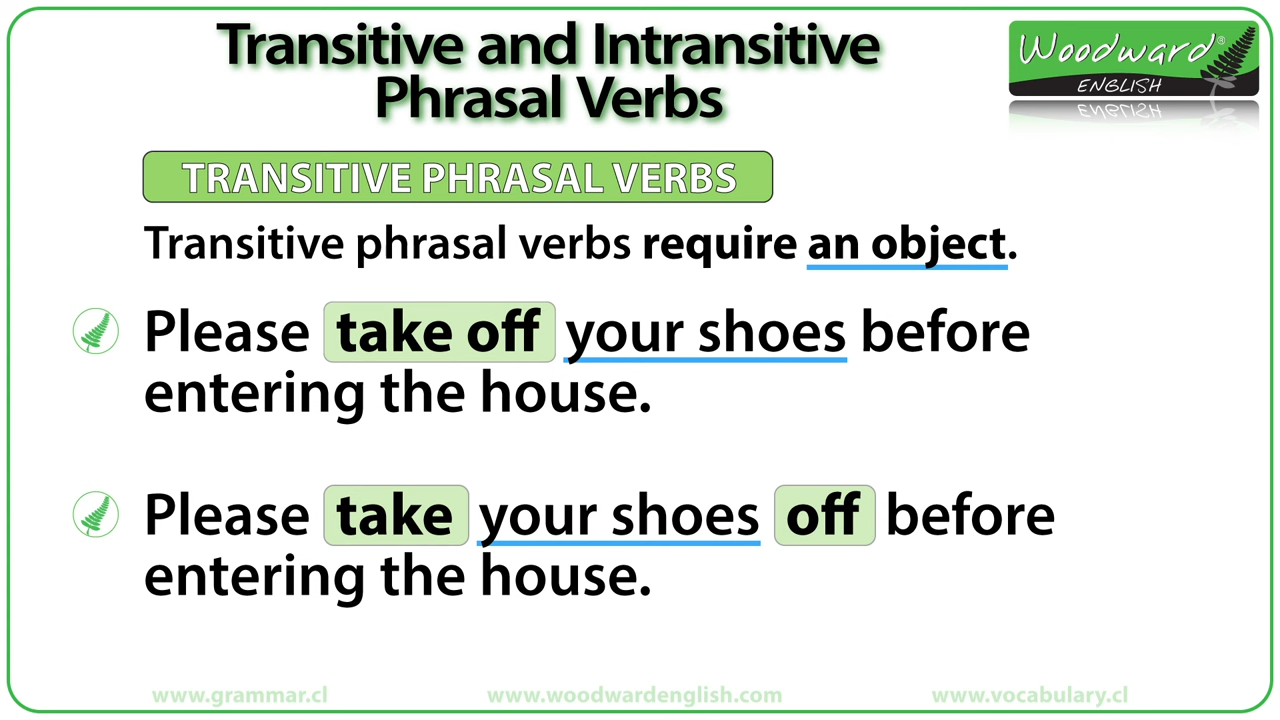 Transitive and Intransitive
Phrasal Verbs
Woodward®
ENGLISH
TRANSITIVE PHRASAL VERBS
Transitive phrasal verbs require an object.
Please take off your shoes before
entering the house.
Please take your shoes off before
entering the house.
www.grammar.cl www.woodwardenglish.com www.vocabulary.cl